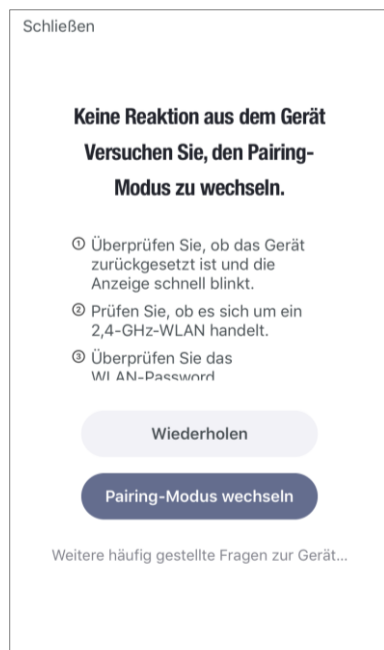 Schließen
Keine Reaktion aus dem Gerät
Versuchen Sie, den Pairing-
Modus zu wechseln.
① Überprüfen Sie, ob das Gerät
zurückgesetzt ist und die
Anzeige schnell blinkt.
② Prüfen Sie, ob es sich um ein
2,4-GHz-WLAN handelt.
③ Überprüfen Sie das
WLAN-Password
Wiederholen
Pairing-Modus wechseln
Weitere häufig gestellte Fragen zur Gerät...